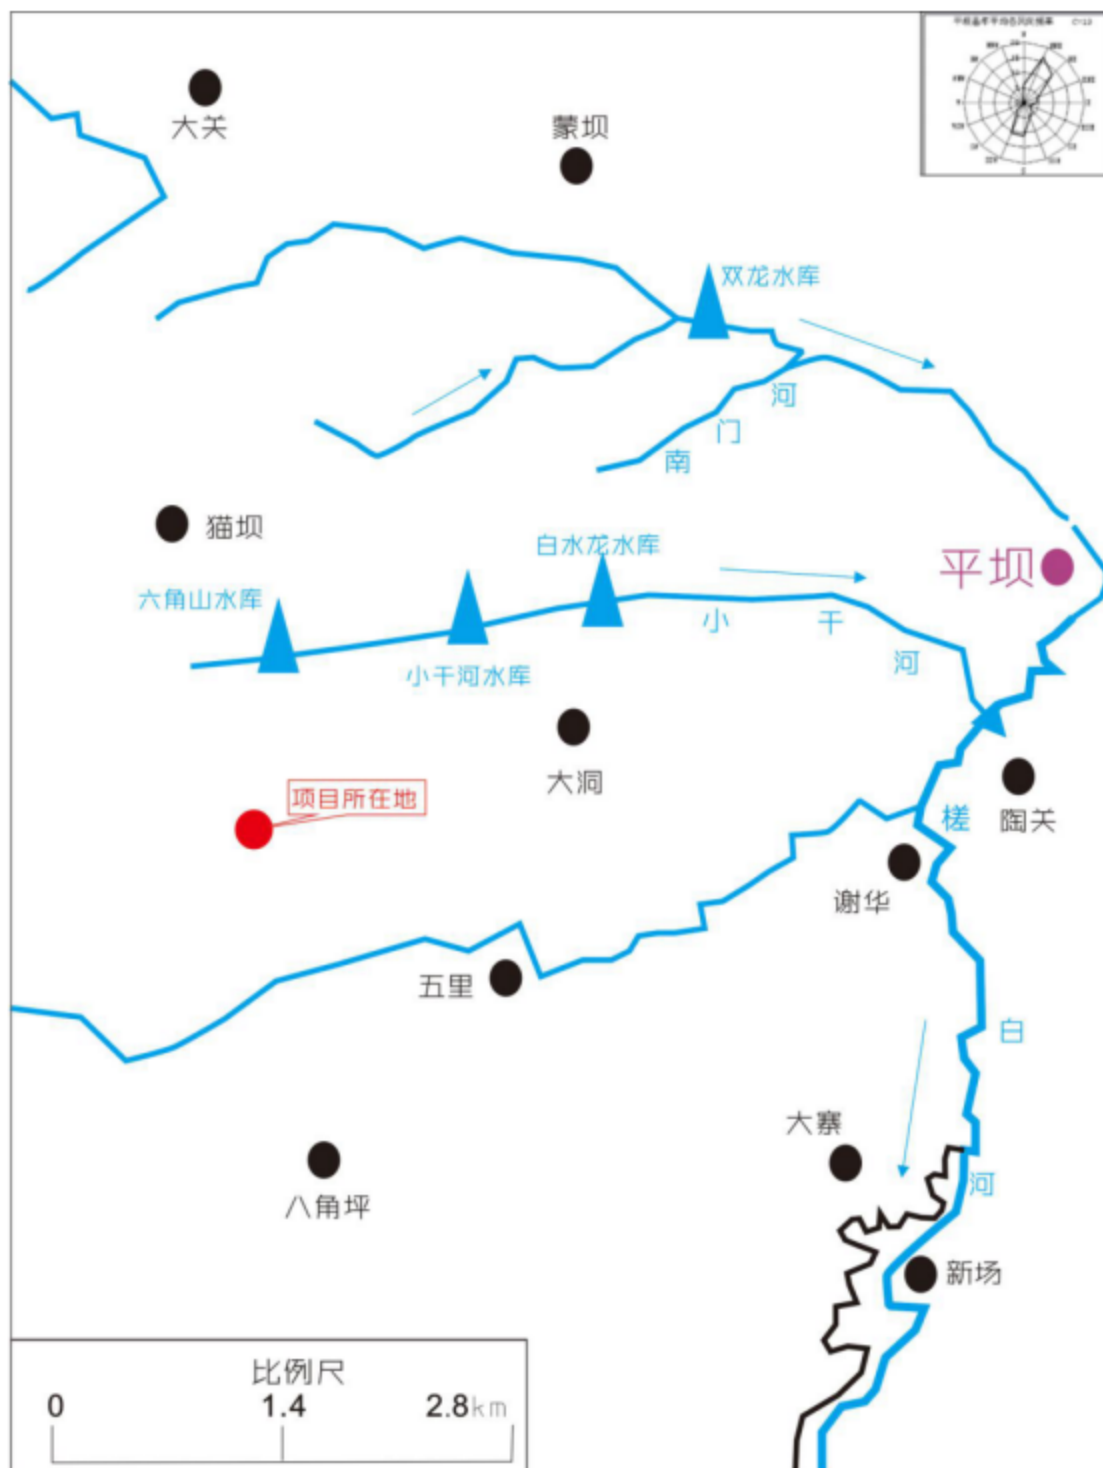 大关
蒙坝
双龙水库
河
门
南
猫坝
白水龙水库
平坝
六角山水库
小
干
河
小干河水库
大洞
项目所在地
槎
陶关
谢华
五里
白
大寨
河
八角坪
新场
比例尺
0 1.4 2.8km